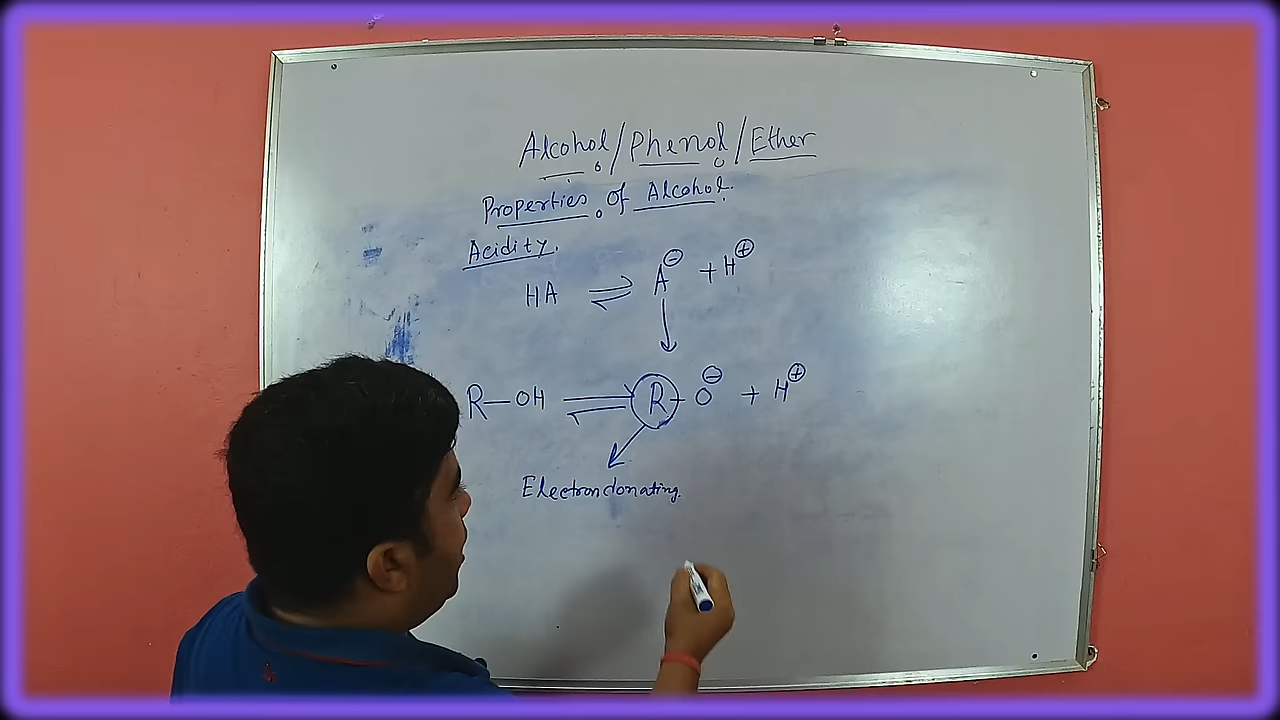 Alcohol/Phenol/Ether
Properties of Alcohol.
Acidity.
HA ⇌ A⊖ + H⊕
R—OH ⇌ R-O⊖ + H⊕
Electrondonating.